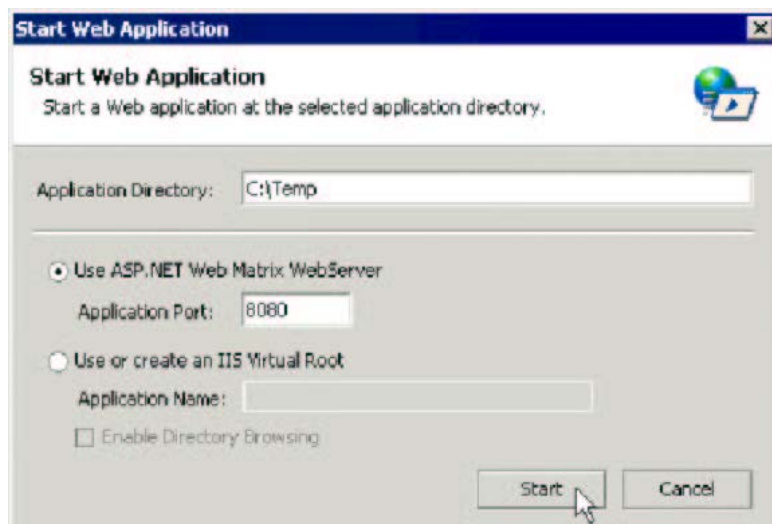 Start Web Application
Start Web Application
Start a Web application at the selected application directory.
Application Directory: C:\Temp
Use ASP.NET Web Matrix WebServer
Application Port: 8080
Use or create an IIS Virtual Root
Application Name:
Enable Directory Browsing
Start Cancel